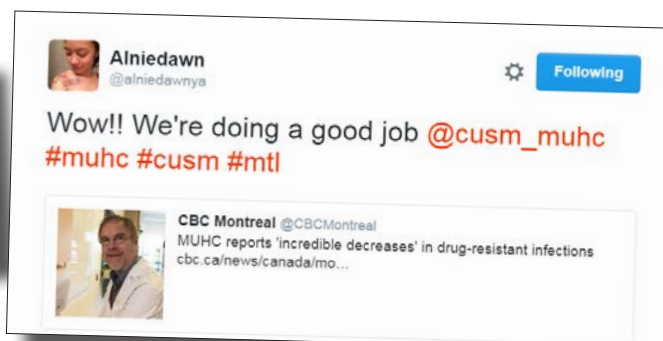 Alniedawn
@alniedawnya
Following
Wow!! We're doing a good job @cusm_muhc
#muhc #cusm #mtl
CBC Montreal @CBCMontreal
MUHC reports 'incredible decreases' in drug-resistant infections
cbc.ca/news/canada/mo...